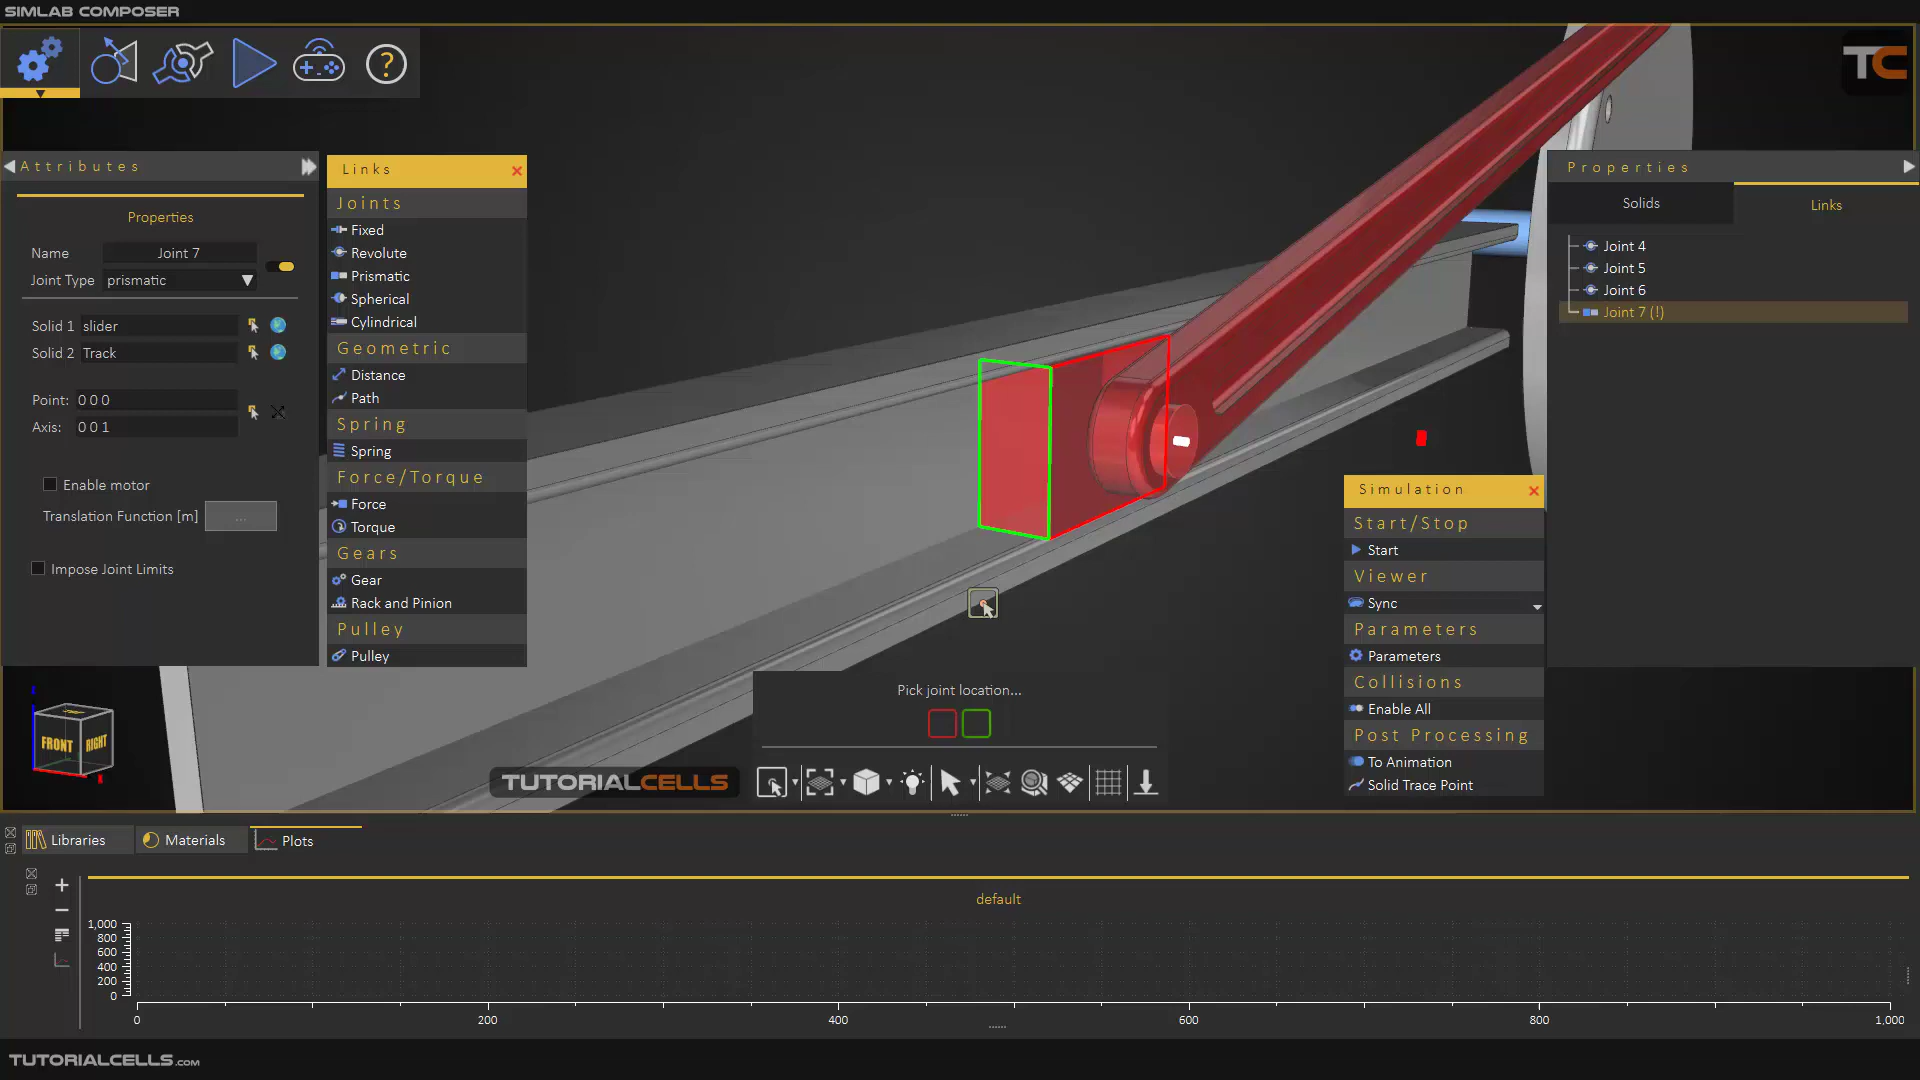 SIMLAB COMPOSER
?
TC
Attributes
Properties
Name Joint 7
Joint Type prismatic
Solid 1 slider
Solid 2 Track
Point: 0 0 0
Axis: 0 0 1
Enable motor
Translation Function [m] ...
Impose Joint Limits
Links
Joints
Fixed
Revolute
Prismatic
Spherical
Cylindrical
Geometric
Distance
Path
Spring
Spring
Force/Torque
Force
Torque
Gears
Gear
Rack and Pinion
Pulley
Pulley
Properties
Solids Links
Joint 4
Joint 5
Joint 6
Joint 7 (!)
Simulation
Start/Stop
Start
Viewer
Sync
Parameters
Parameters
Collisions
Enable All
Post Processing
To Animation
Solid Trace Point
FRONT RIGHT
Pick joint location...
TUTORIALCELLS
Libraries Materials Plots
default
1,000
800
600
400
200
0
0 200 400 600 800 1,000
TUTORIALCELLS.COM